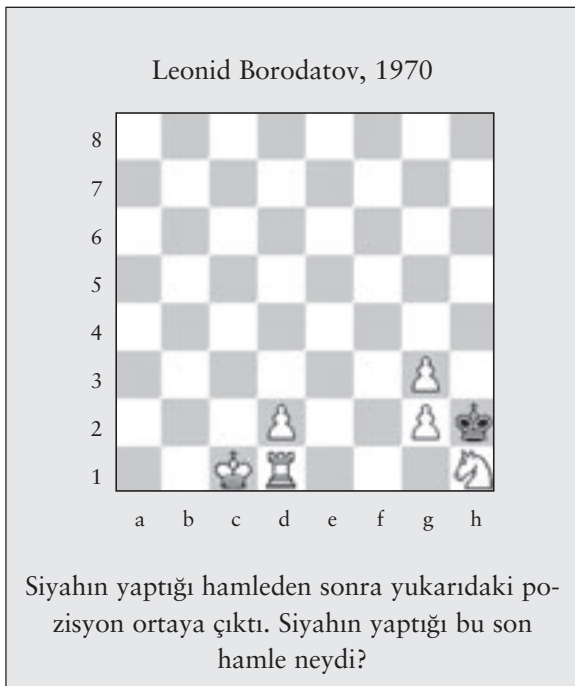 Leonid Borodatov, 1970
8
7
6
5
4
3
2
1
a b c d e f g h
Siyahın yaptığı hamleden sonra yukarıdaki po-
zisyon ortaya çıktı. Siyahın yaptığı bu son
hamle neydi?